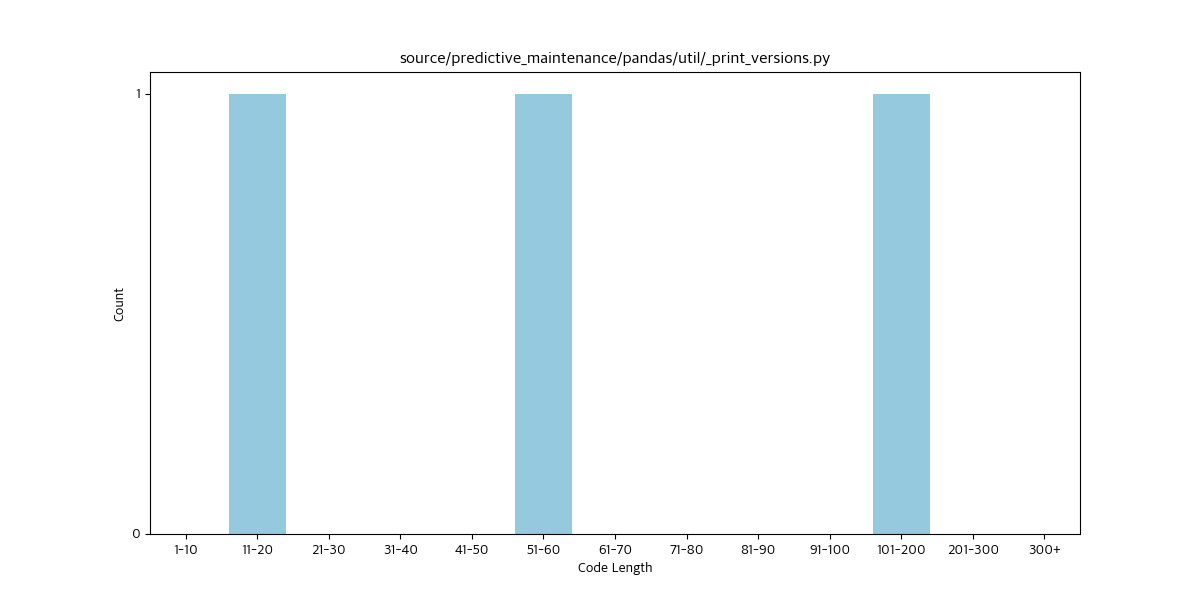 source/predictive_maintenance/pandas/util/_print_versions.py
Count
1
0
1-10 11-20 21-30 31-40 41-50 51-60 61-70 71-80 81-90 91-100 101-200 201-300 300+
Code Length